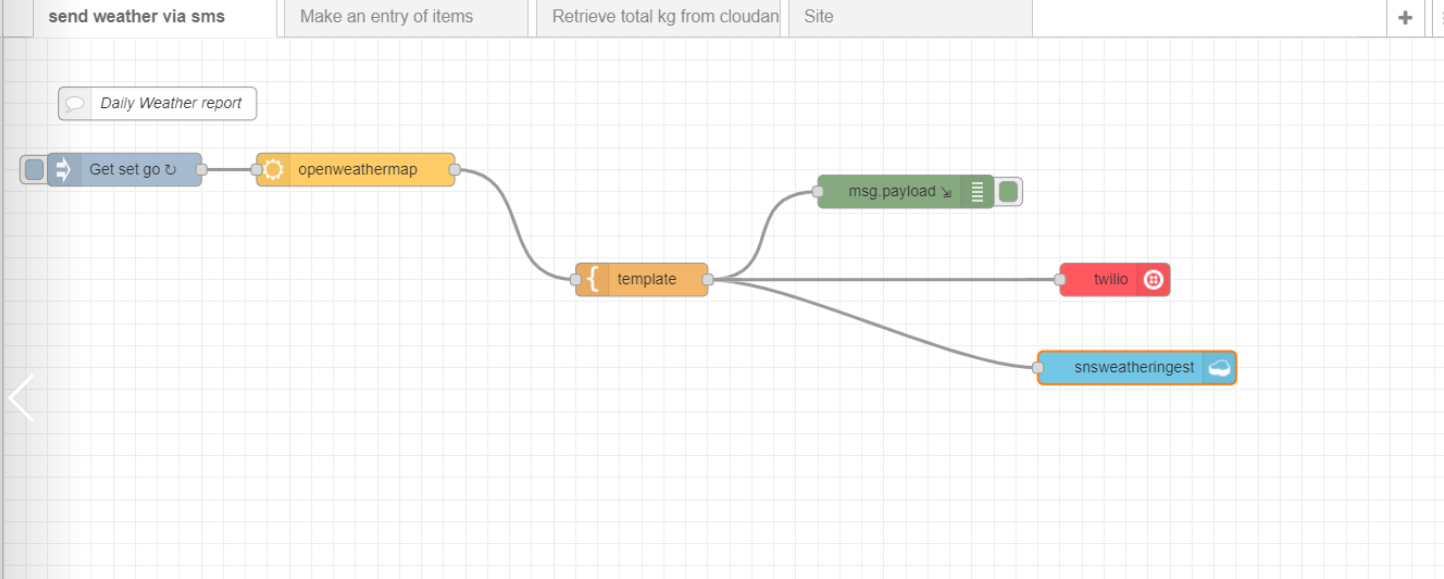 send weather via sms
Make an entry of items
Retrieve total kg from cloudan
Site
Daily Weather report
Get set go ↻
openweathermap
msg.payload
template
twilio
snsweatheringest